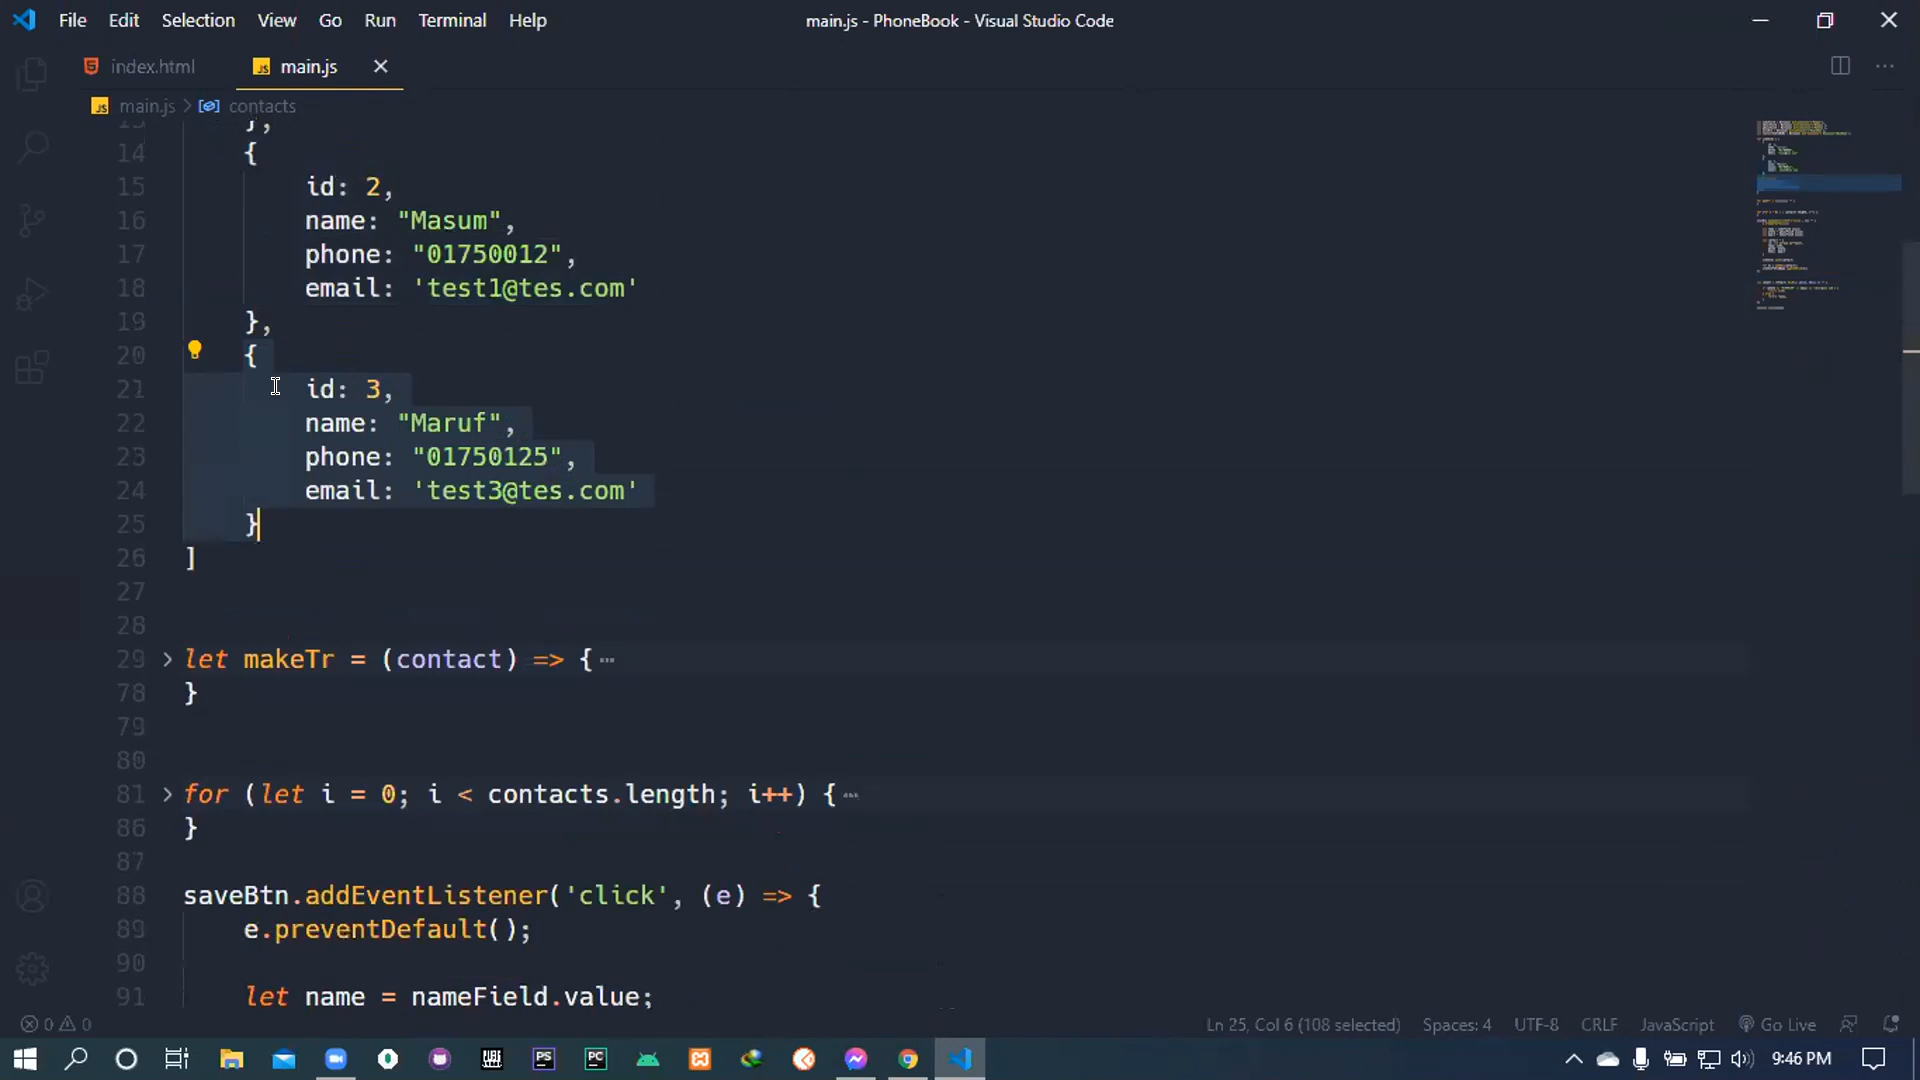 File Edit Selection View Go Run Terminal Help
main.js - PhoneBook - Visual Studio Code
index.html
JS main.js
JS main.js > contacts
13 },
14 {
15 id: 2,
16 name: "Masum",
17 phone: "01750012",
18 email: 'test1@tes.com'
19 },
20 {
21 id: 3,
22 name: "Maruf",
23 phone: "01750125",
24 email: 'test3@tes.com'
25 }
26 ]
27
28
29 let makeTr = (contact) => { ⋯
78 }
79
80
81 for (let i = 0; i < contacts.length; i++) { ⋯
86 }
87
88 saveBtn.addEventListener('click', (e) => {
89 e.preventDefault();
90
91 let name = nameField.value;
0 0 Ln 25, Col 6 (108 selected) Spaces: 4 UTF-8 CRLF JavaScript Go Live
PS PC 9:46 PM